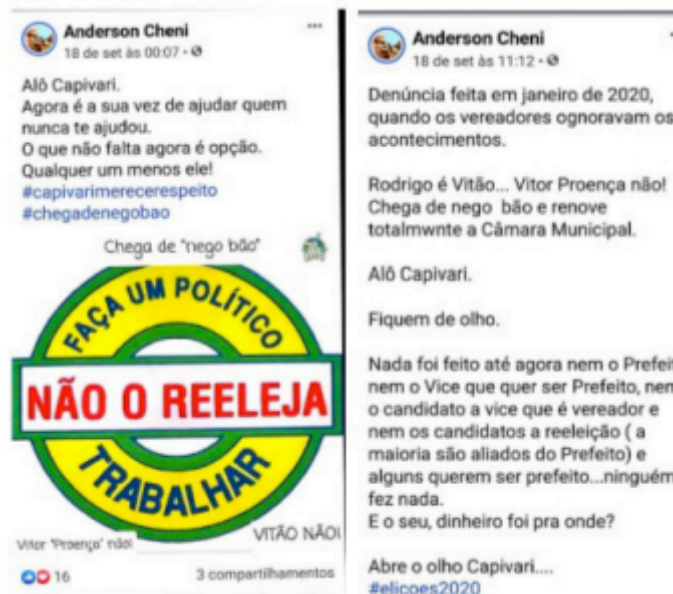 Anderson Cheni
18 de set às 00:07 •
Alô Capivari.
Agora é a sua vez de ajudar quem
nunca te ajudou.
O que não falta agora é opção.
Qualquer um menos ele!
#capivarimerecerespeito
#chegadenegobao
Chega de "nego bão"
FAÇA UM POLÍTICO
NÃO O REELEJA
TRABALHAR
VITÃO NÃO!
Vitor "Proença" não!
16
3 compartilhamentos
Anderson Cheni
18 de set às 11:12 •
Denúncia feita em janeiro de 2020,
quando os vereadores ognoravam os
acontecimentos.
Rodrigo é Vitão... Vitor Proença não!
Chega de nego bão e renove
totalmwnte a Câmara Municipal.
Alô Capivari.
Fiquem de olho.
Nada foi feito até agora nem o Prefei
nem o Vice que quer ser Prefeito, nem
o candidato a vice que é vereador e
nem os candidatos a reeleição ( a
maioria são aliados do Prefeito) e
alguns querem ser prefeito...ninguém
fez nada.
E o seu, dinheiro foi pra onde?
Abre o olho Capivari....
#elicoes2020